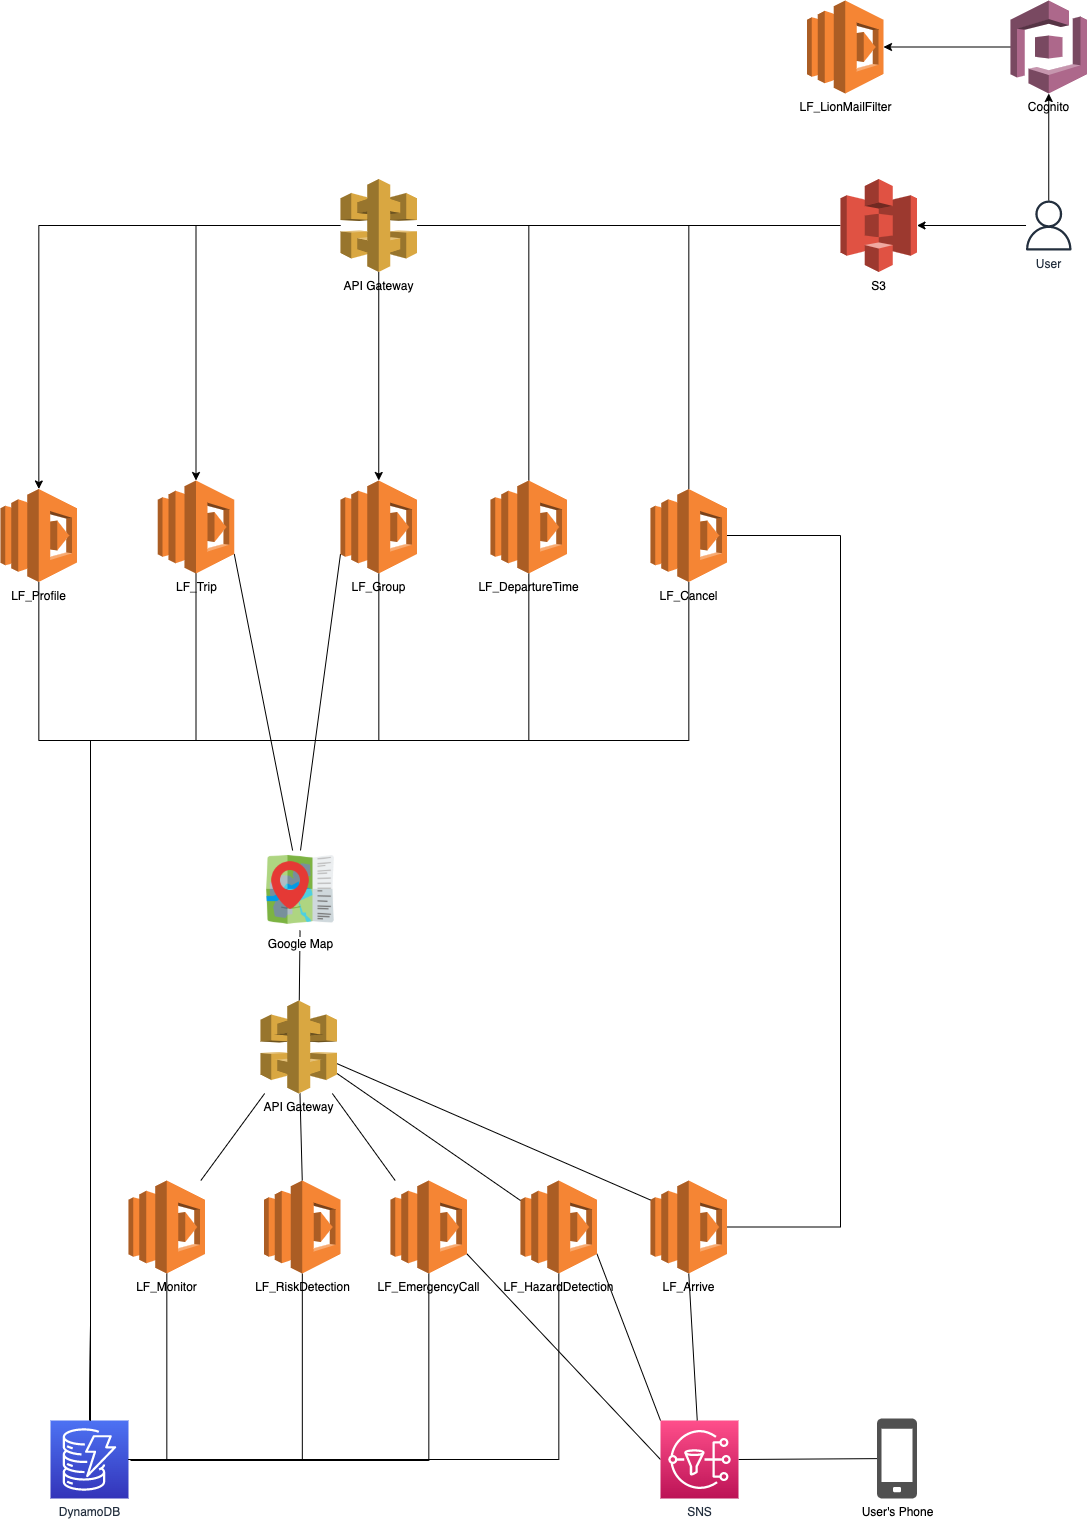 LF_LionMailFilter
Cognito
User
API Gateway
S3
LF_Profile
LF_Trip
LF_Group
LF_DepartureTime
LF_Cancel
Google Map
API Gateway
LF_Monitor
LF_RiskDetection
LF_EmergencyCall
LF_HazardDetection
LF_Arrive
DynamoDB
SNS
User's Phone